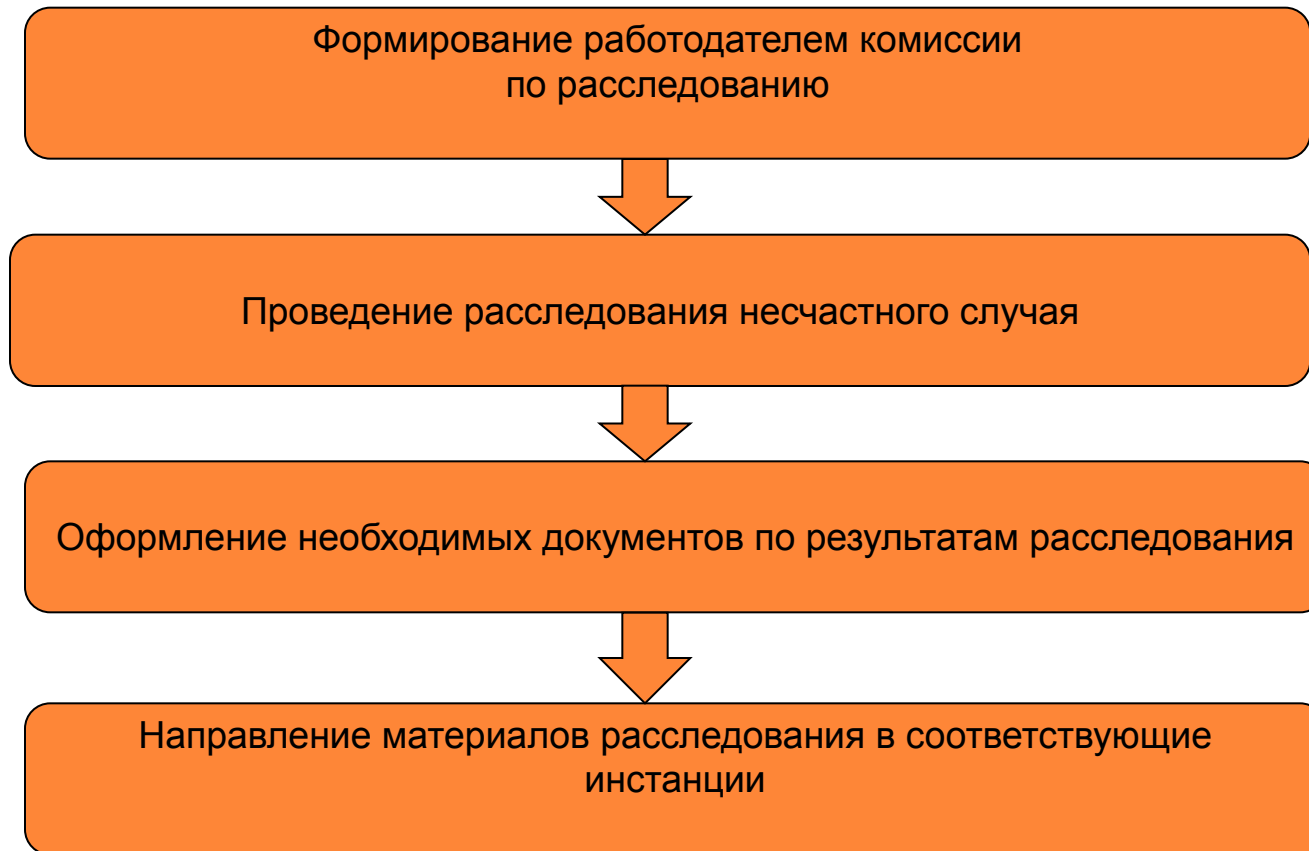 Формирование работодателем комиссии
по расследованию
Проведение расследования несчастного случая
Оформление необходимых документов по результатам расследования
Направление материалов расследования в соответствующие
инстанции